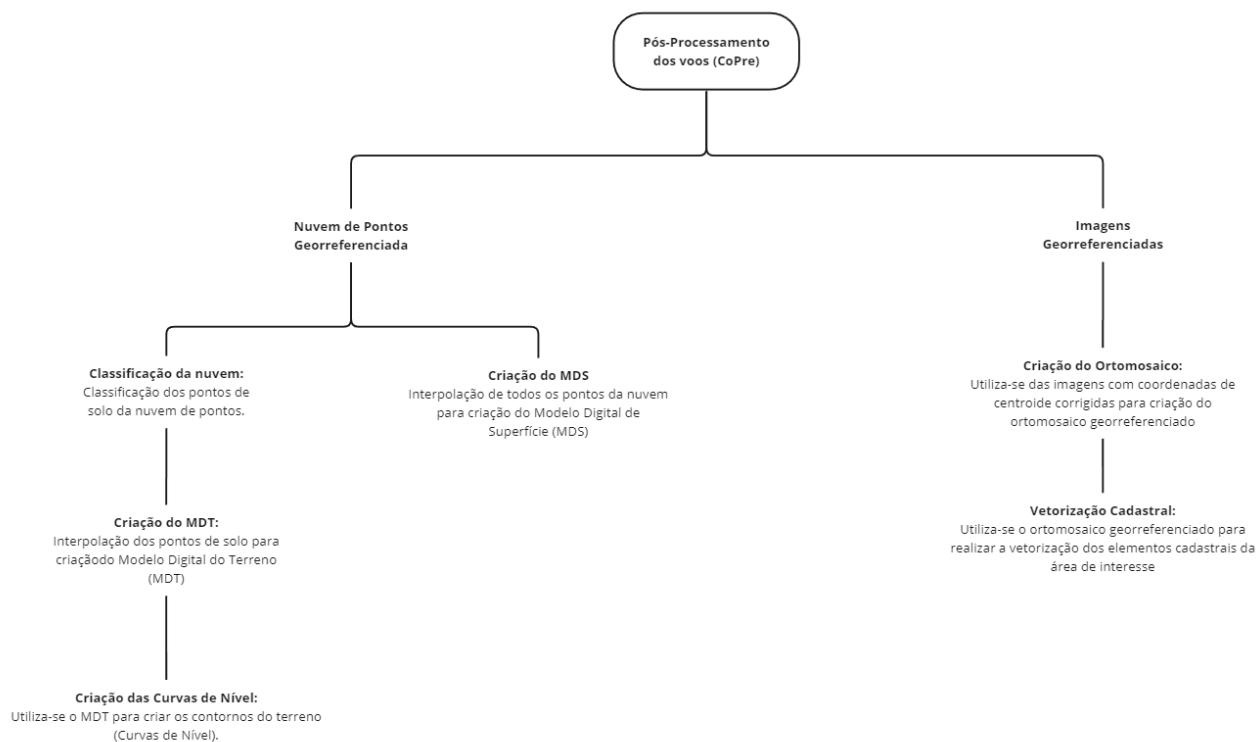 Pós-Processamento
dos voos (CoPre)
Nuvem de Pontos
Georreferenciada
Imagens
Georreferenciadas
Classificação da nuvem:
Classificação dos pontos de
solo da nuvem de pontos.
Criação do MDS
Interpolação de todos os pontos da nuvem
para criação do Modelo Digital de
Superfície (MDS)
Criação do Ortomosaico:
Utiliza-se das imagens com coordenadas de
centroide corrigidas para criação do
ortomosaico georreferenciado
Criação do MDT:
Interpolação dos pontos de solo para
criaçãodo Modelo Digital do Terreno
(MDT)
Vetorização Cadastral:
Utiliza-se o ortomosaico georreferenciado para
realizar a vetorização dos elementos cadastrais da
área de interesse
Criação das Curvas de Nível:
Utiliza-se o MDT para criar os contornos do terreno
(Curvas de Nível).